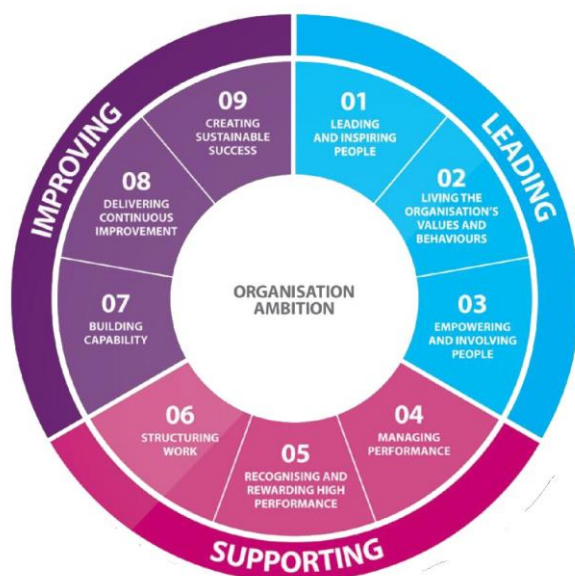 IMPROVING
LEADING
SUPPORTING
ORGANISATION
AMBITION
01
LEADING
AND INSPIRING
PEOPLE
02
LIVING THE
ORGANISATION'S
VALUES AND
BEHAVIOURS
03
EMPOWERING
AND INVOLVING
PEOPLE
04
MANAGING
PERFORMANCE
05
RECOGNISING AND
REWARDING HIGH
PERFORMANCE
06
STRUCTURING
WORK
07
BUILDING
CAPABILITY
08
DELIVERING
CONTINUOUS
IMPROVEMENT
09
CREATING
SUSTAINABLE
SUCCESS